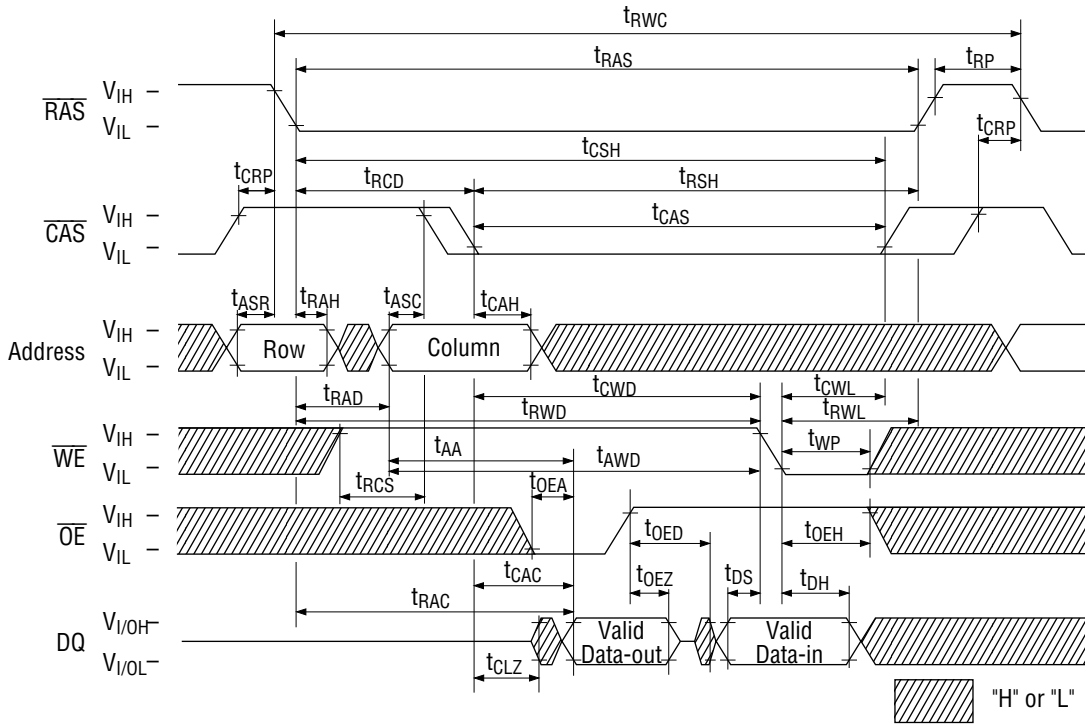 tRWC
tRAS
tRP
RAS
VIH
VIL
tCRP
tCSH
tCRP
tRCD
tRSH
CAS
VIH
VIL
tCAS
tASR
tRAH
tASC
tCAH
Address
VIH
VIL
Row
Column
tRAD
tCWD
tCWL
tRWD
tRWL
WE
VIH
VIL
tAA
tAWD
tWP
tRCS
tOEA
OE
VIH
VIL
tOED
tOEH
tCAC
tOEZ
tDS
tDH
tRAC
DQ
VI/OH
VI/OL
Valid
Data-out
Valid
Data-in
tCLZ
"H" or "L"